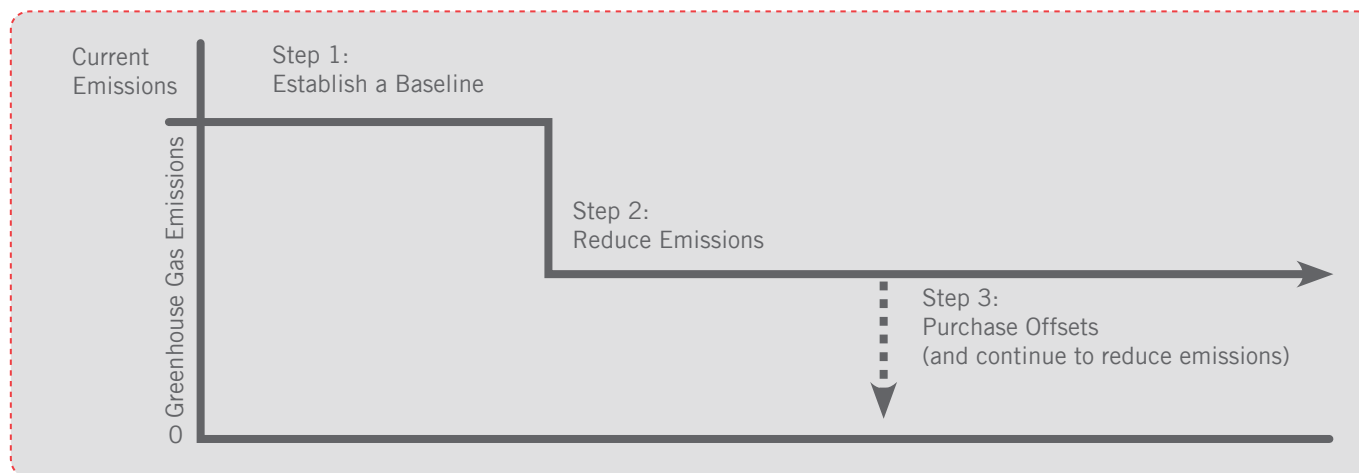 Current
Emissions
Step 1:
Establish a Baseline
Greenhouse Gas Emissions
Step 2:
Reduce Emissions
Step 3:
Purchase Offsets
(and continue to reduce emissions)
0